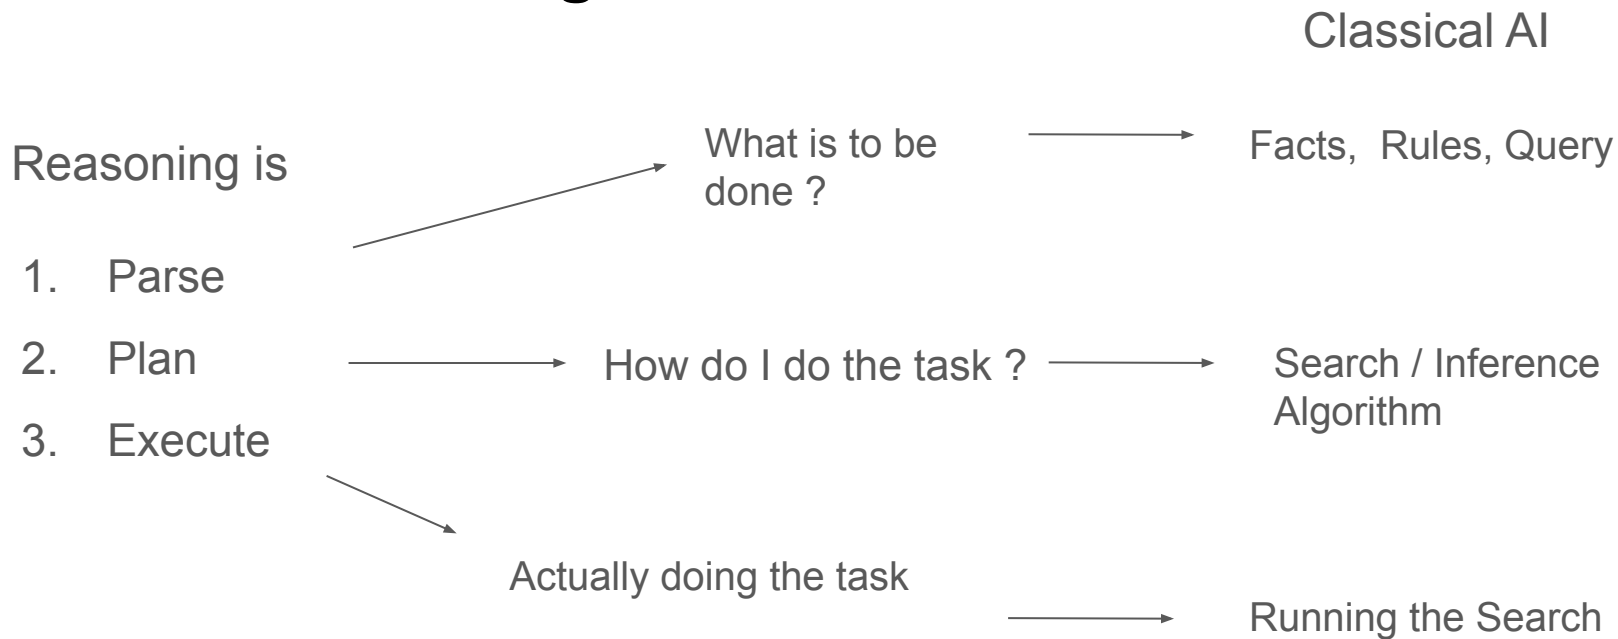 Classical AI
Reasoning is
What is to be
done ?
Facts, Rules, Query
1. Parse
2. Plan
How do I do the task ?
Search / Inference
Algorithm
3. Execute
Actually doing the task
Running the Search